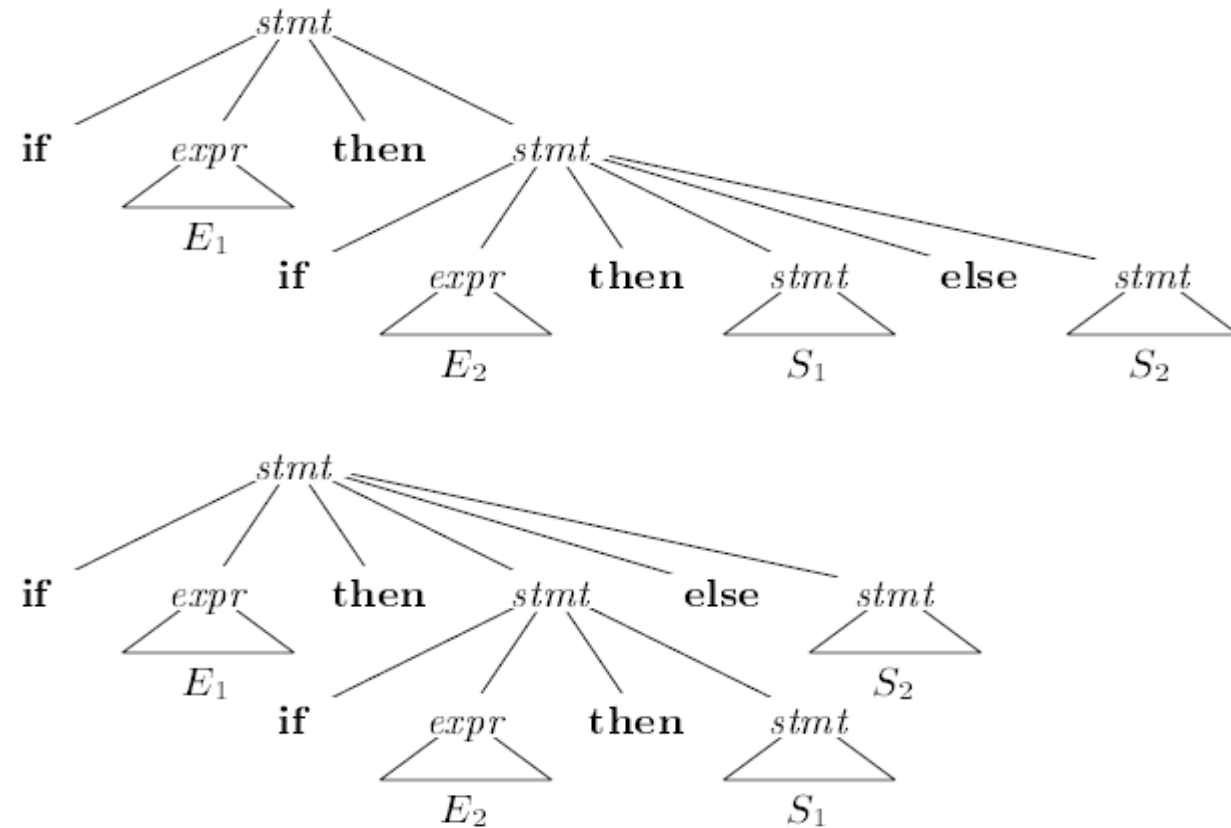 stmt
if expr then stmt
E₁
if expr then stmt else stmt
E₂ S₁ S₂
stmt
if expr then stmt else stmt
E₁ S₂
if expr then stmt
E₂ S₁